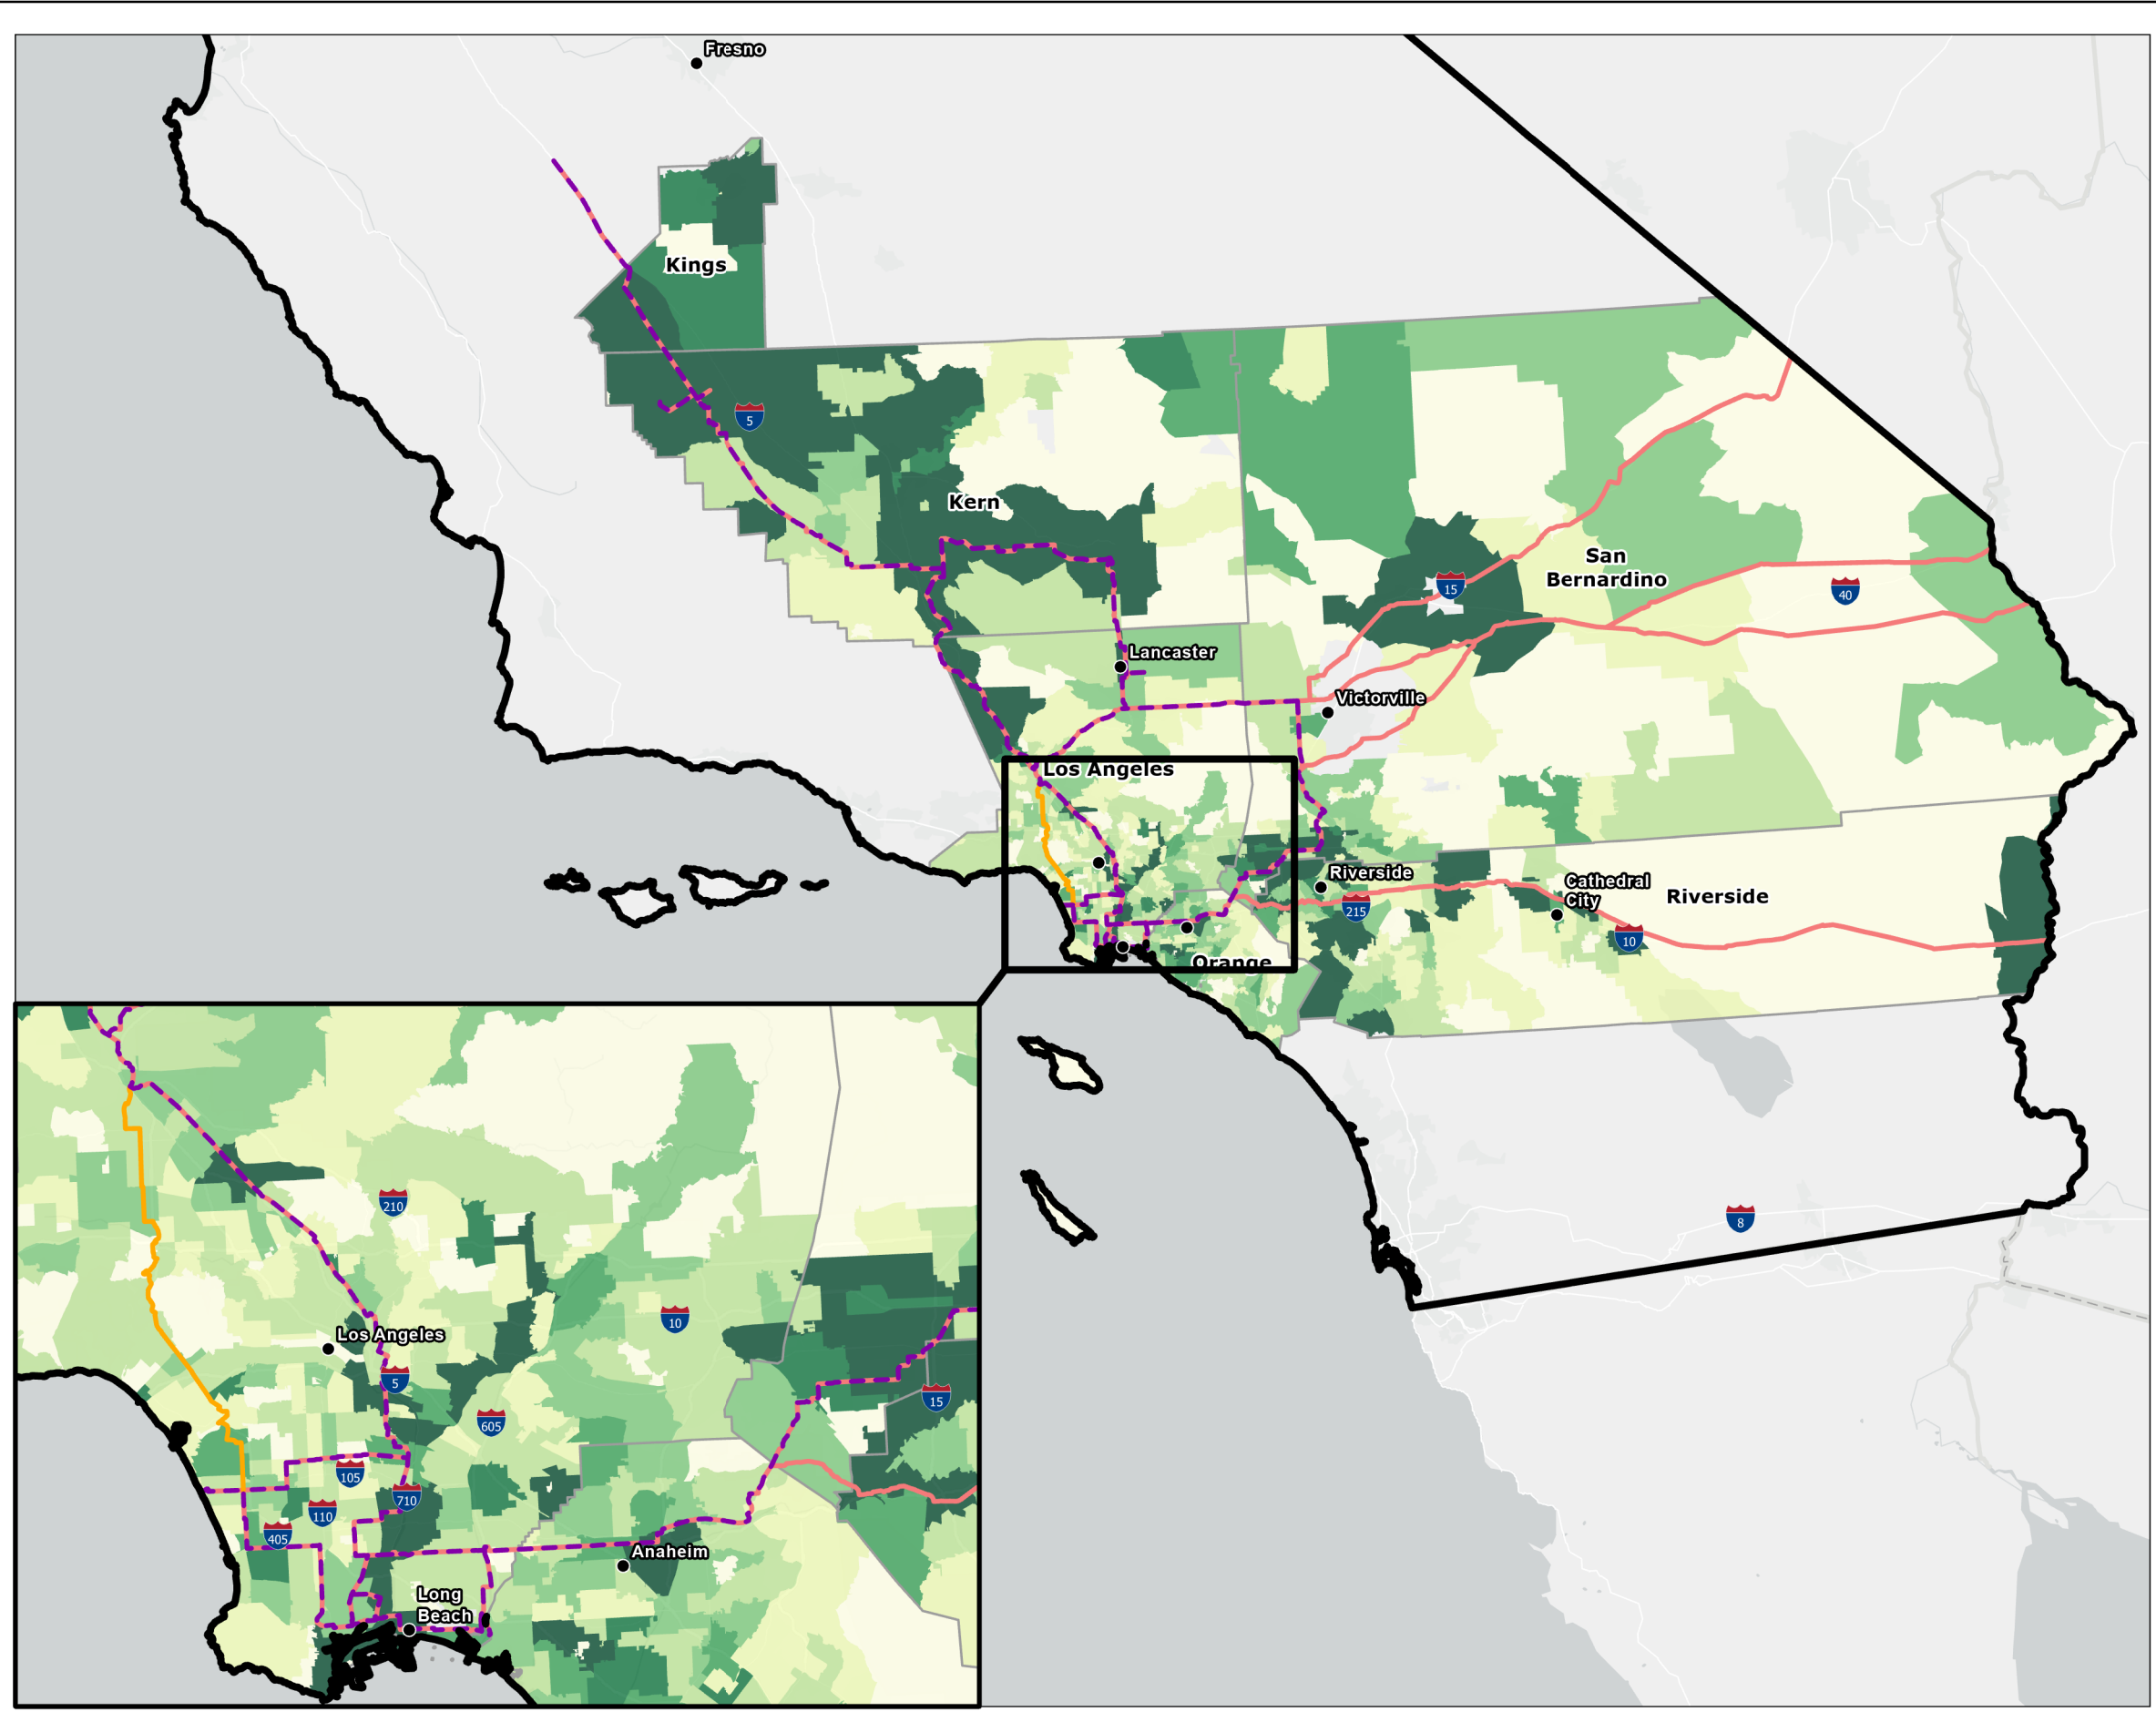 Fresno
Kings
5
Kern
San
Bernardino
15
40
Lancaster
Victorville
Los Angeles
Riverside
Cathedral
City
Riverside
215
10
Orange
210
10
Los Angeles
5
15
605
105
710
110
405
Anaheim
Long
Beach
8